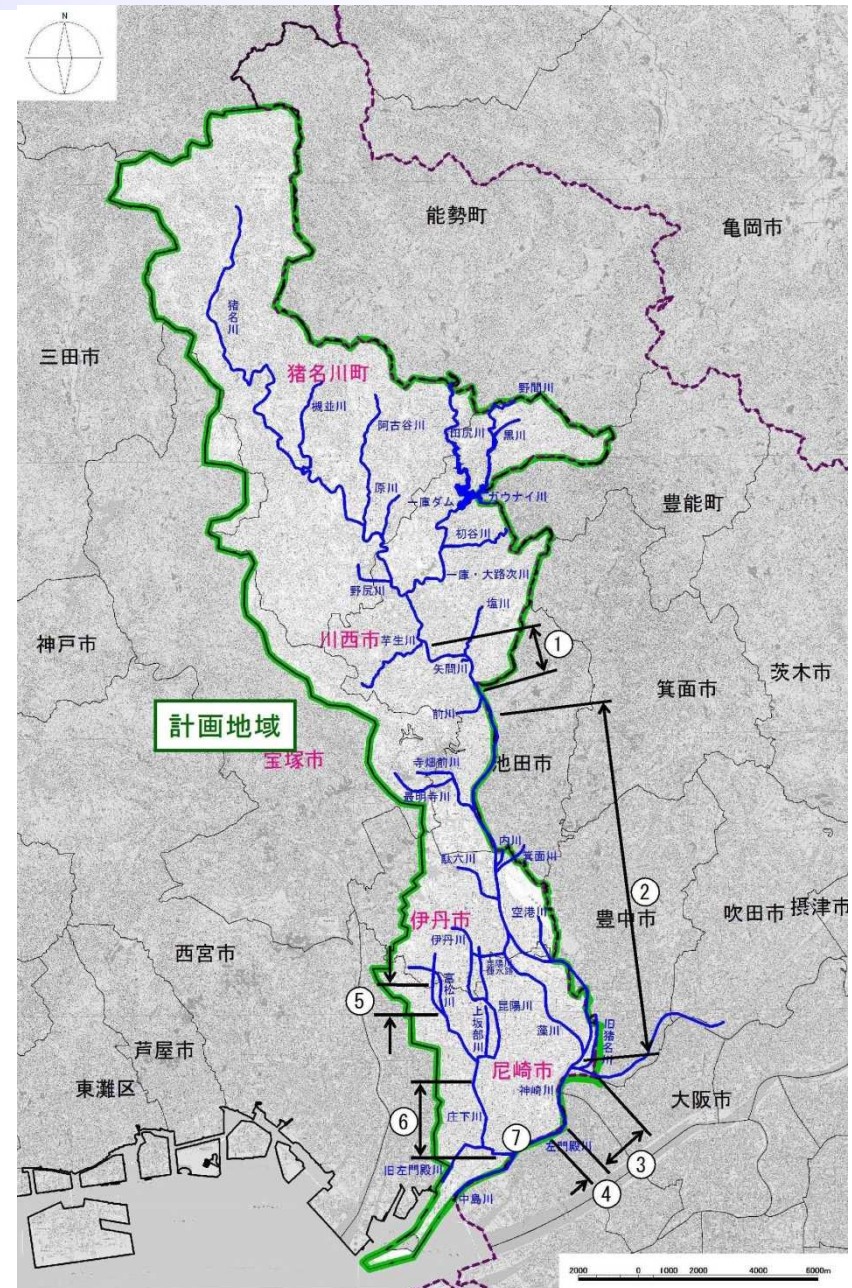 N
能勢町
亀岡市
三田市
猪名川
猪名川町
野間川
槻並川
阿古谷川
田尻川
黒川
原川
一庫ダム
ガウナイ川
豊能町
初谷川
一庫・大路次川
野尻川
塩川
神戸市
川西市
芋生川
①
矢問川
箕面市
茨木市
計画地域
前川
宝塚市
寺畑前川
池田市
最明寺川
内川
駄六川
箕面川
②
伊丹市
空港川
豊中市
吹田市
摂津市
西宮市
伊丹川
⑤
富松川
昆陽川
上坂部川
藻川
旧猪名川
芦屋市
尼崎市
東灘区
神崎川
大阪市
⑥
庄下川
⑦
左門殿川
③
旧左門殿川
④
中島川
2000 0 1000 2000 4000 6000m